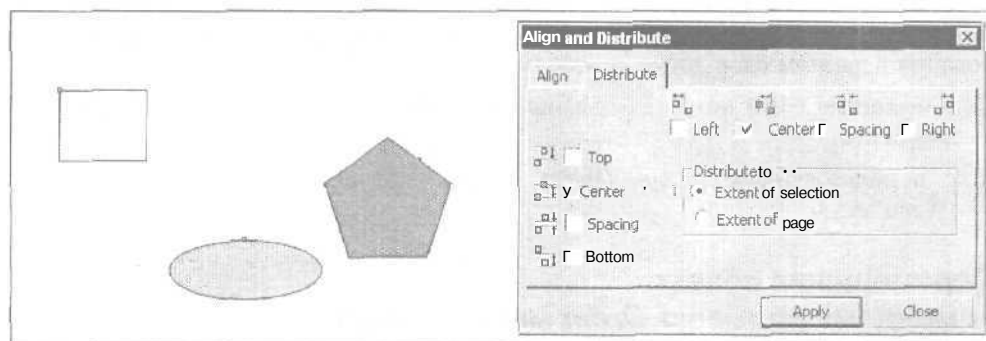 Align and Distribute
Align Distribute
Left Center Г Spacing Г Right
Top
У Center
Spacing
Г Bottom
Distribute to
Extent of selection
Extent of page
Apply Close